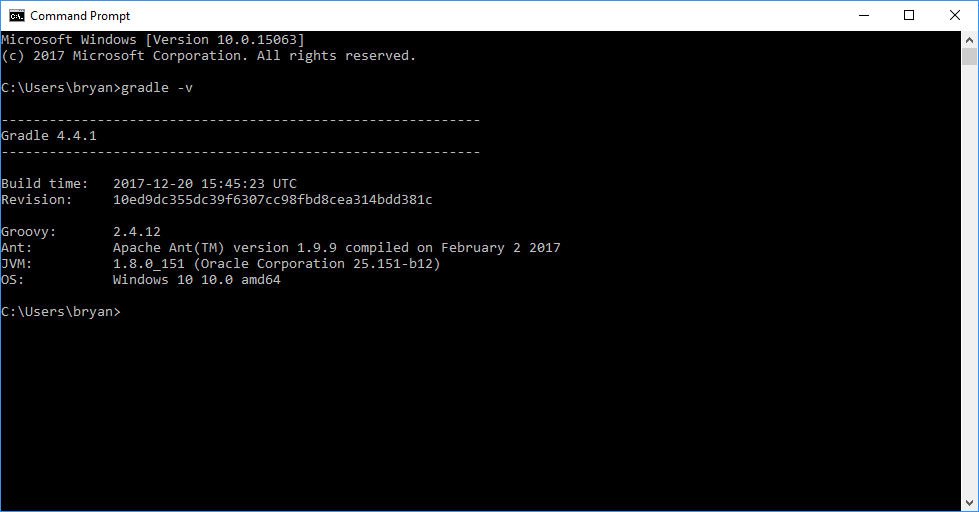 Command Prompt
Microsoft Windows [Version 10.0.15063]
(c) 2017 Microsoft Corporation. All rights reserved.
C:\Users\bryan>gradle -v
------------------------------------------------------------
Gradle 4.4.1
------------------------------------------------------------
Build time:   2017-12-20 15:45:23 UTC
Revision:     10ed9dc355dc39f6307cc98fbd8cea314bdd381c
Groovy:       2.4.12
Ant:          Apache Ant(TM) version 1.9.9 compiled on February 2 2017
JVM:          1.8.0_151 (Oracle Corporation 25.151-b12)
OS:           Windows 10 10.0 amd64
C:\Users\bryan>